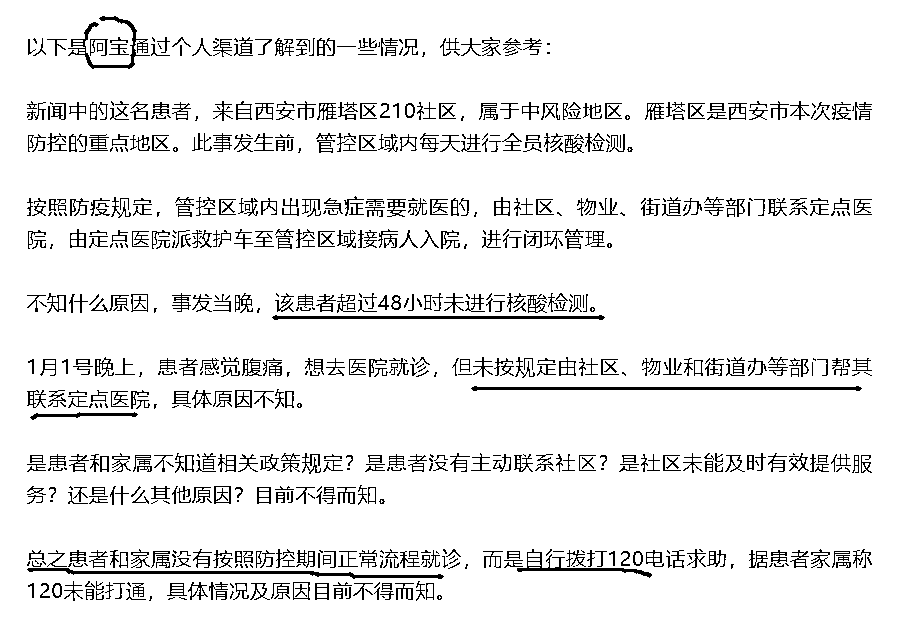 以下是阿宝通过个人渠道了解到的一些情况，供大家参考：
新闻中的这名患者，来自西安市雁塔区210社区，属于中风险地区。雁塔区是西安市本次疫情
防控的重点地区。此事发生前，管控区域内每天进行全员核酸检测。
按照防疫规定，管控区域内出现急症需要就医的，由社区、物业、街道办等部门联系定点医
院，由定点医院派救护车至管控区域接病人入院，进行闭环管理。
不知什么原因，事发当晚，该患者超过48小时未进行核酸检测。
1月1号晚上，患者感觉腹痛，想去医院就诊，但未按规定由社区、物业和街道办等部门帮其
联系定点医院，具体原因不知。
是患者和家属不知道相关政策规定？是患者没有主动联系社区？是社区未能及时有效提供服
务？还是什么其他原因？目前不得而知。
总之患者和家属没有按照防控期间正常流程就诊，而是自行拨打120电话求助，据患者家属称
120未能打通，具体情况及原因目前不得而知。